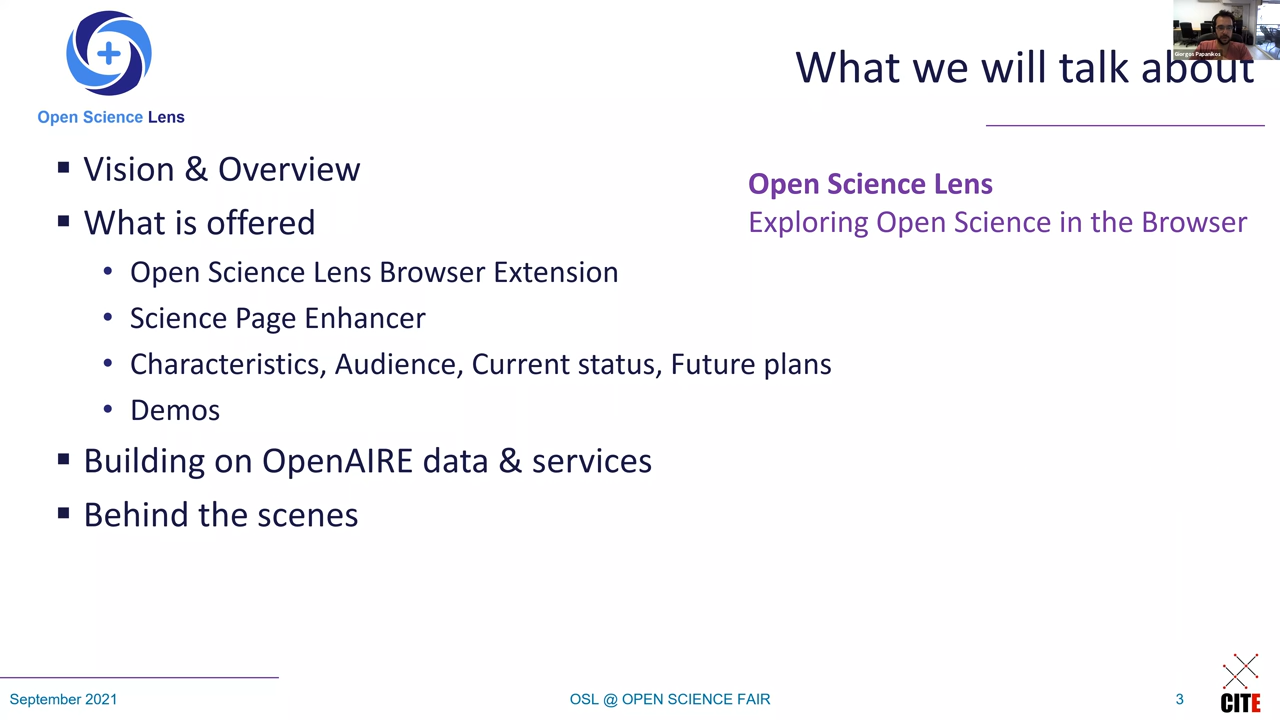 Giorgos Papanikos
What we will talk about
Open Science Lens
▪ Vision & Overview
▪ What is offered
• Open Science Lens Browser Extension
• Science Page Enhancer
• Characteristics, Audience, Current status, Future plans
• Demos
▪ Building on OpenAIRE data & services
▪ Behind the scenes
Open Science Lens
Exploring Open Science in the Browser
September 2021
OSL @ OPEN SCIENCE FAIR
3
CITE